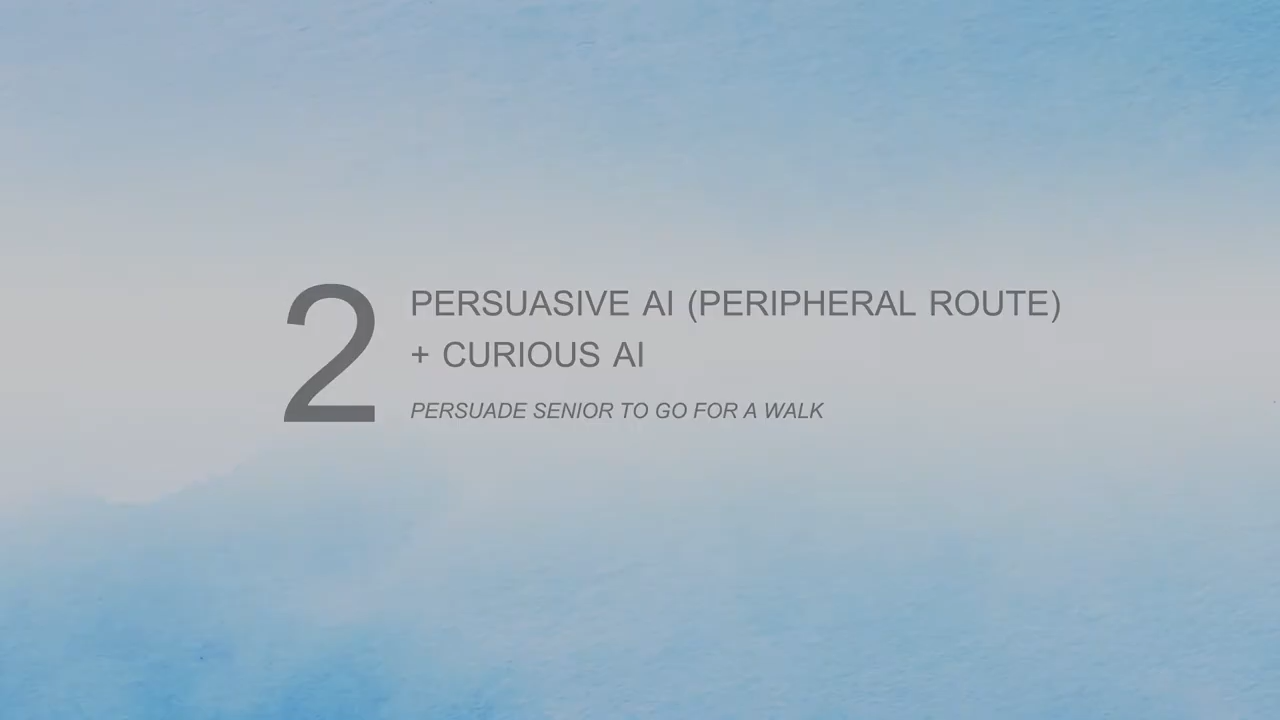 2
PERSUASIVE AI (PERIPHERAL ROUTE)
+ CURIOUS AI
PERSUADE SENIOR TO GO FOR A WALK